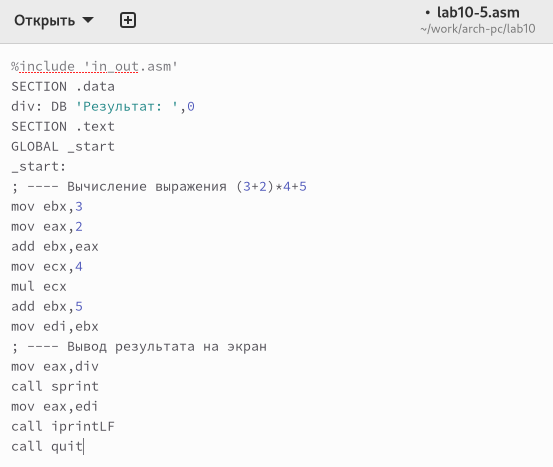 Открыть
• lab10-5.asm
~/work/arch-pc/lab10
%include 'in_out.asm'
SECTION .data
div: DB 'Результат: ',0
SECTION .text
GLOBAL _start
_start:
; ---- Вычисление выражения (3+2)*4+5
mov ebx,3
mov eax,2
add ebx,eax
mov ecx,4
mul ecx
add ebx,5
mov edi,ebx
; ---- Вывод результата на экран
mov eax,div
call sprint
mov eax,edi
call iprintLF
call quit